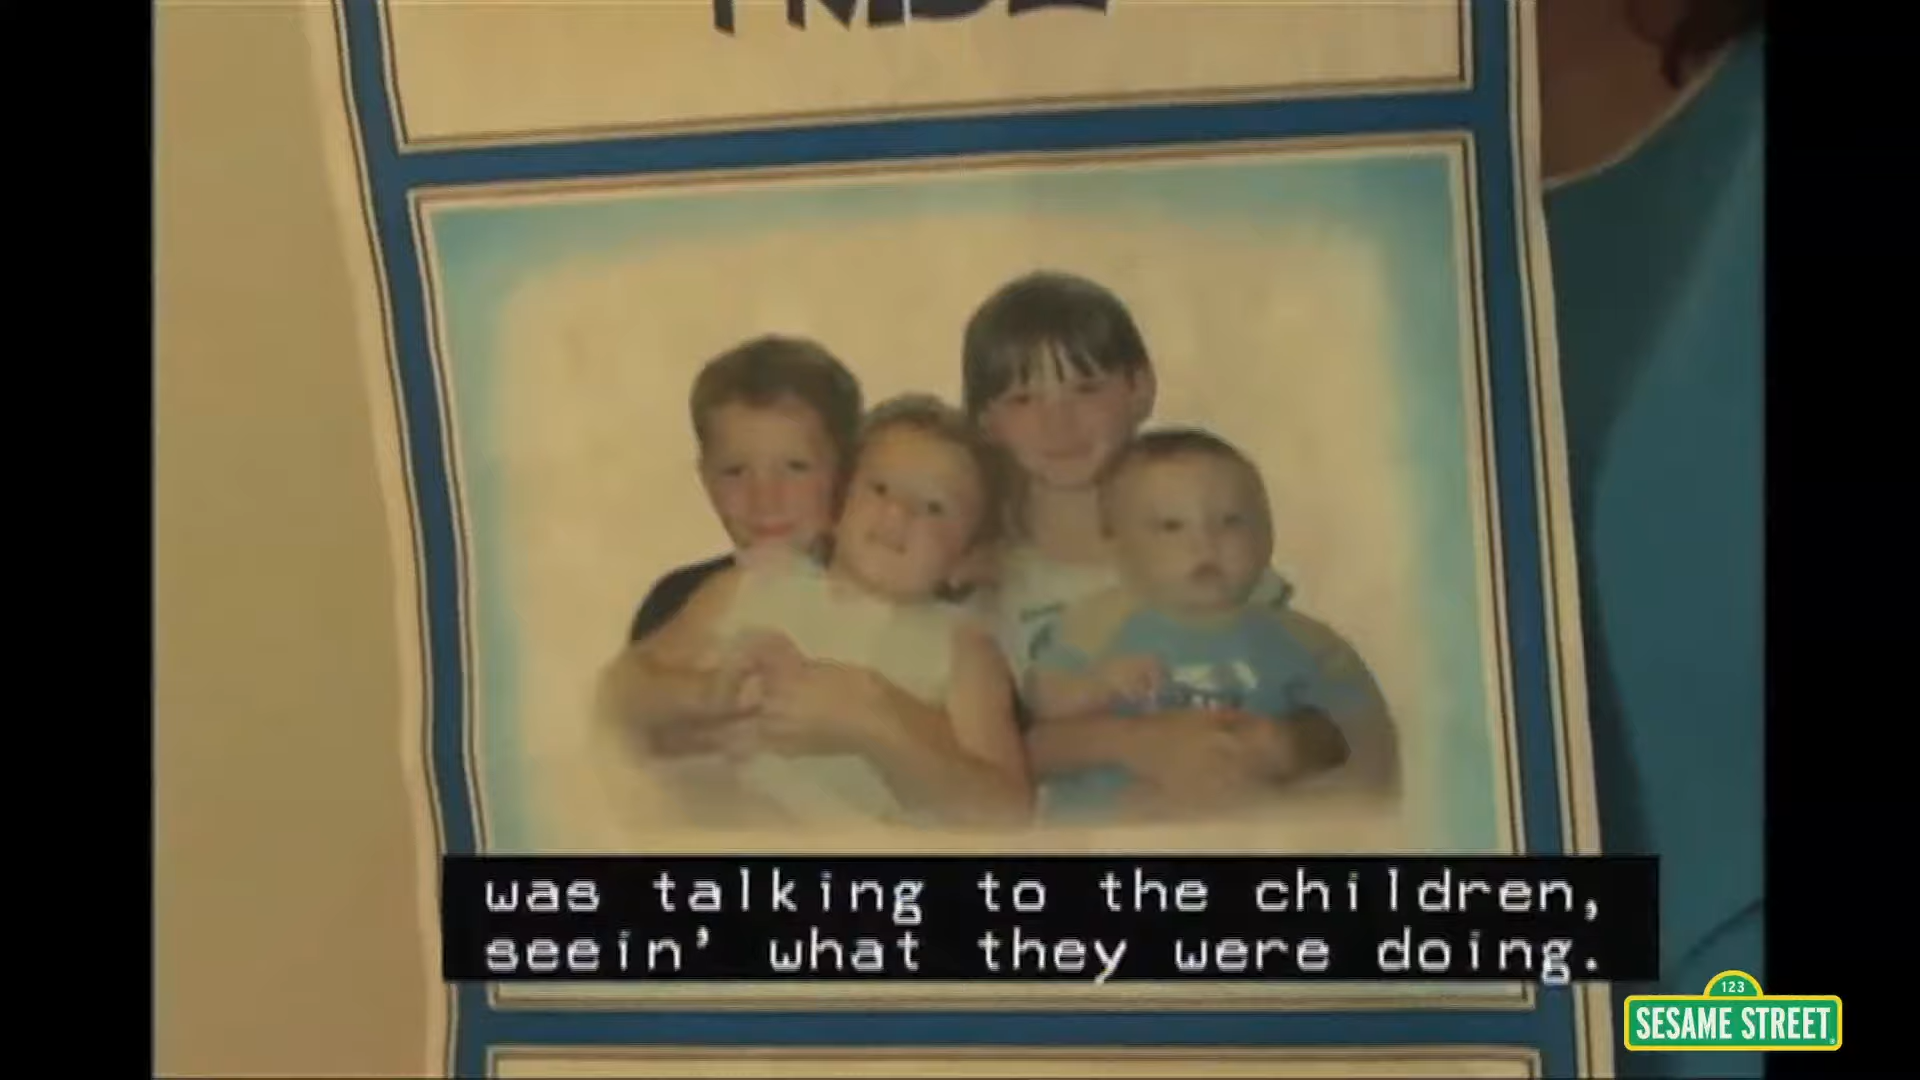 was talking to the children,
seein' what they were doing.
123
SESAME STREET